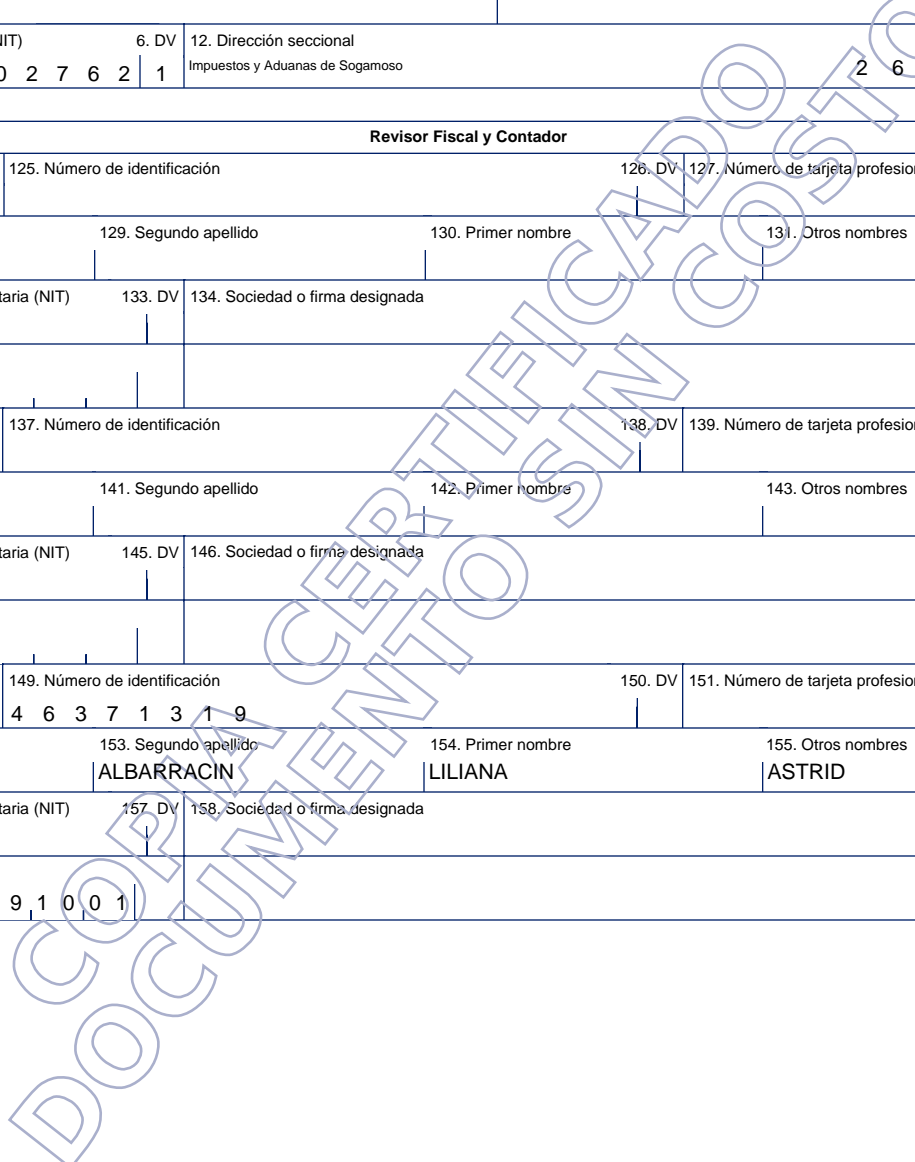 NIT) 6. DV 12. Dirección seccional
0 2 7 6 2 1 Impuestos y Aduanas de Sogamoso 2 6
Revisor Fiscal y Contador
125. Número de identificación 126. DV 127. Número de tarjeta profesion
129. Segundo apellido 130. Primer nombre 131. Otros nombres
taria (NIT) 133. DV 134. Sociedad o firma designada
137. Número de identificación 138. DV 139. Número de tarjeta profesion
141. Segundo apellido 142. Primer nombre 143. Otros nombres
taria (NIT) 145. DV 146. Sociedad o firma designada
149. Número de identificación 150. DV 151. Número de tarjeta profesion
4 6 3 7 1 3 1 9
153. Segundo apellido 154. Primer nombre 155. Otros nombres
ALBARRACIN LILIANA ASTRID
taria (NIT) 157. DV 158. Sociedad o firma designada
9 1 0 0 1
COPIA CERTIFICADO
DOCUMENTO SIN COSTO